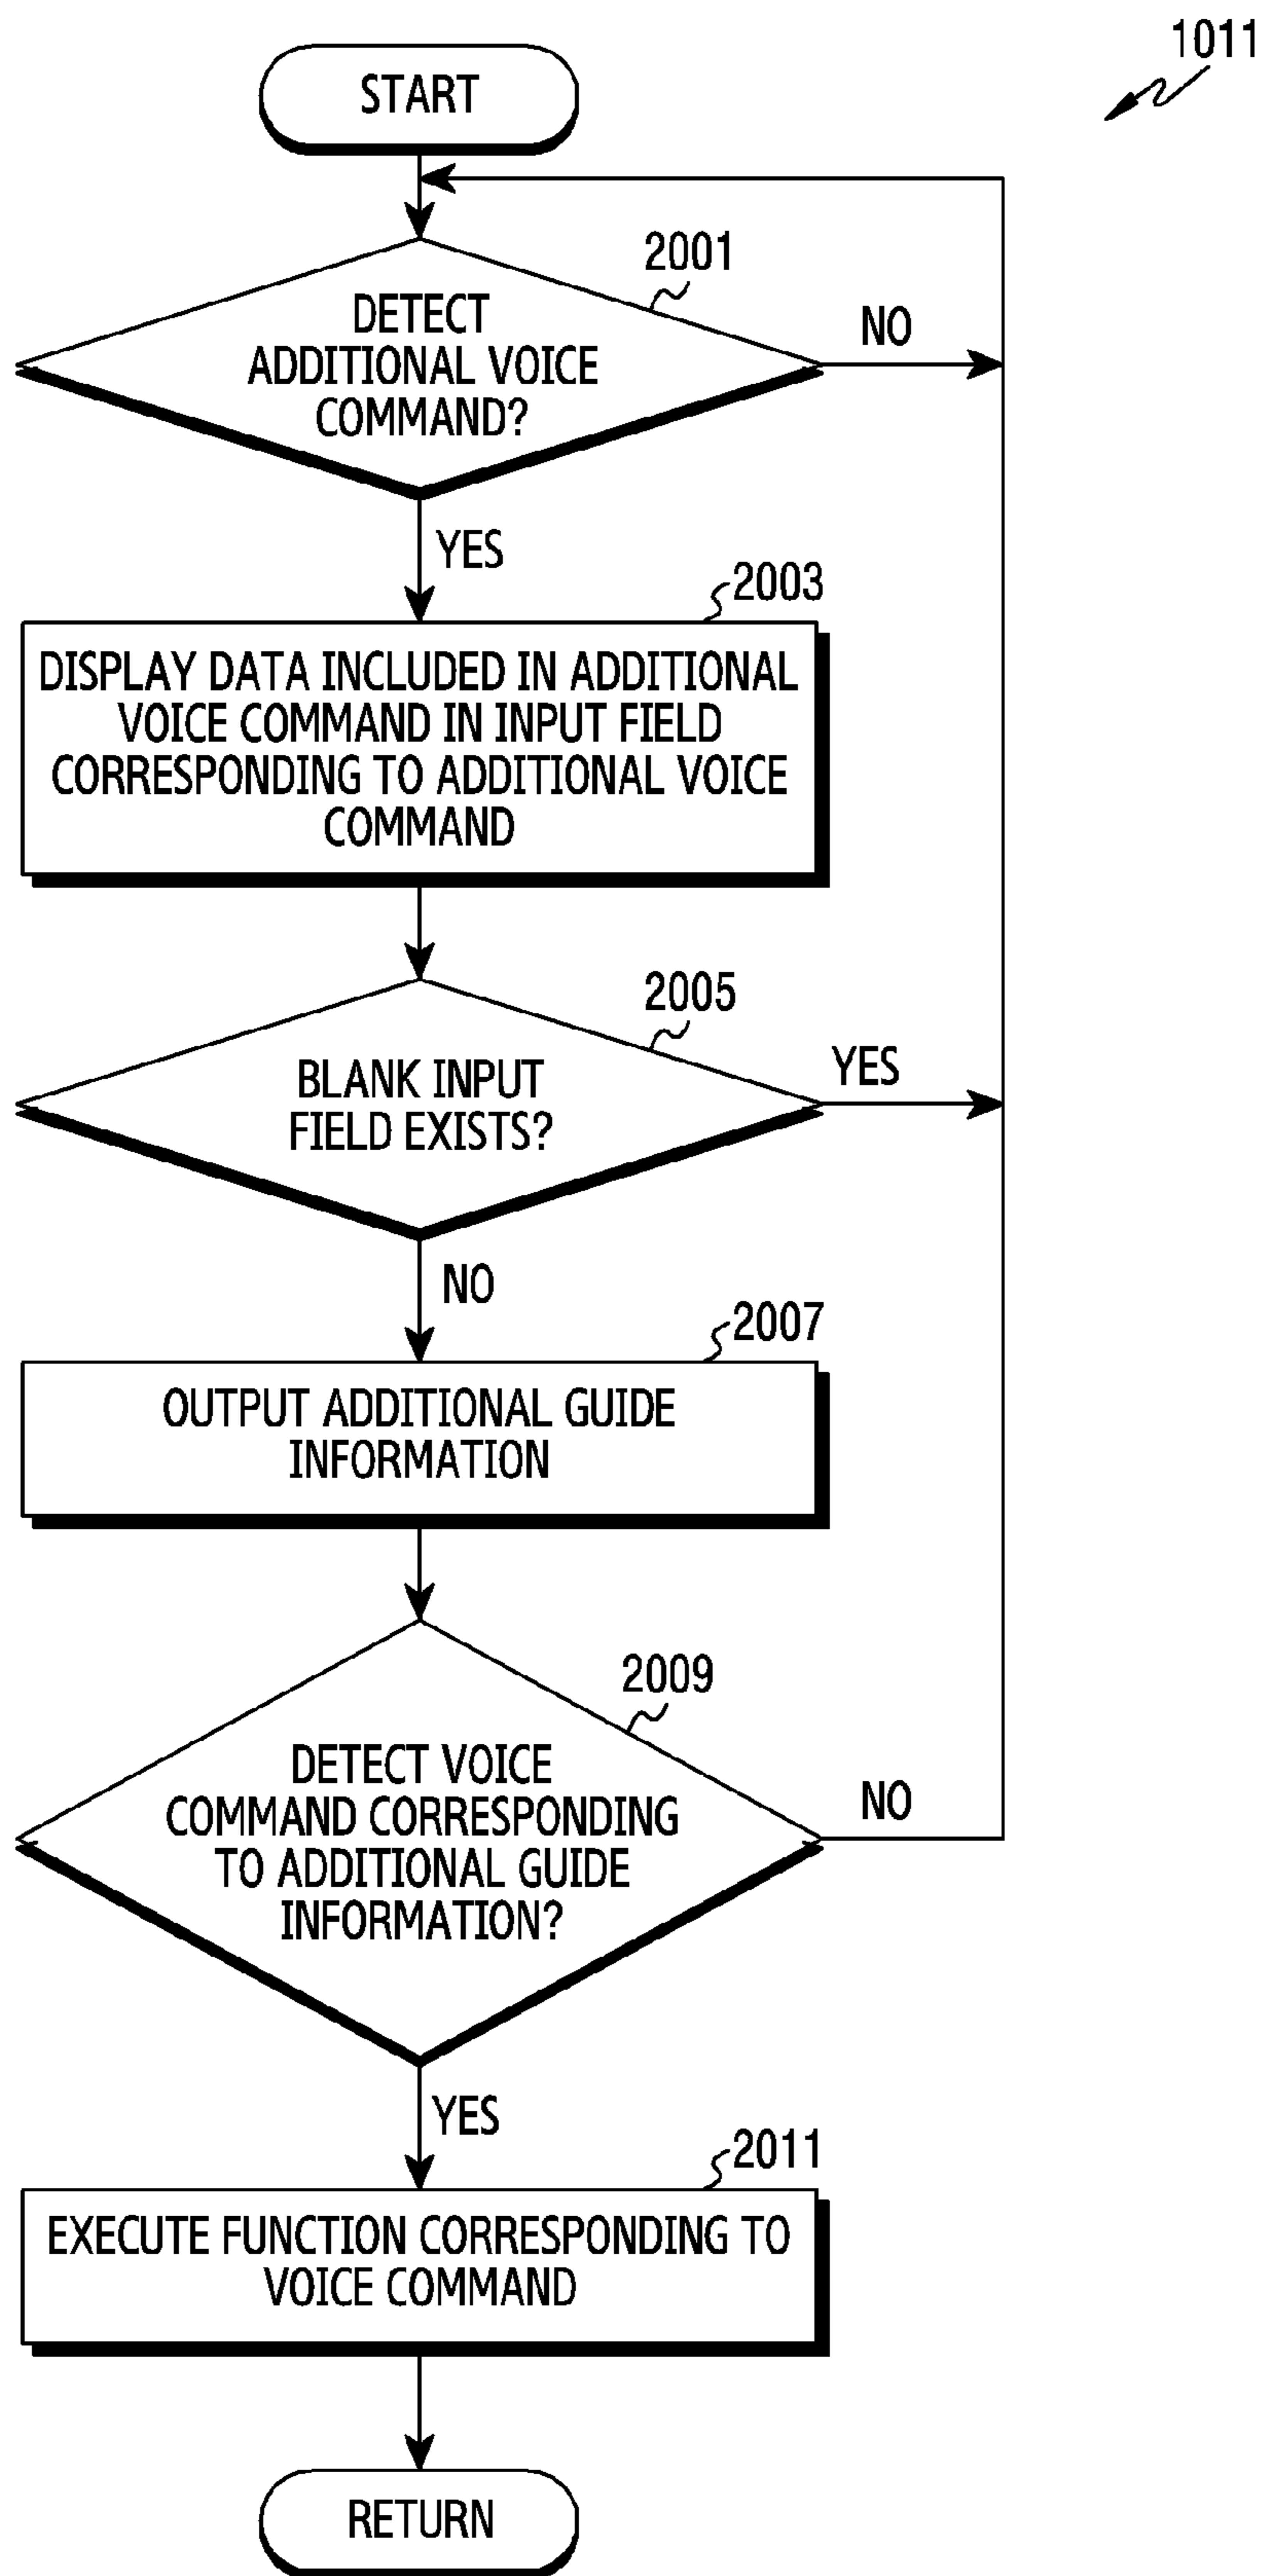 1011
START
2001
DETECT
ADDITIONAL VOICE
COMMAND?
NO
YES
2003
DISPLAY DATA INCLUDED IN ADDITIONAL
VOICE COMMAND IN INPUT FIELD
CORRESPONDING TO ADDITIONAL VOICE
COMMAND
2005
BLANK INPUT
FIELD EXISTS?
YES
NO
2007
OUTPUT ADDITIONAL GUIDE
INFORMATION
2009
DETECT VOICE
COMMAND CORRESPONDING
TO ADDITIONAL GUIDE
INFORMATION?
NO
YES
2011
EXECUTE FUNCTION CORRESPONDING TO
VOICE COMMAND
RETURN